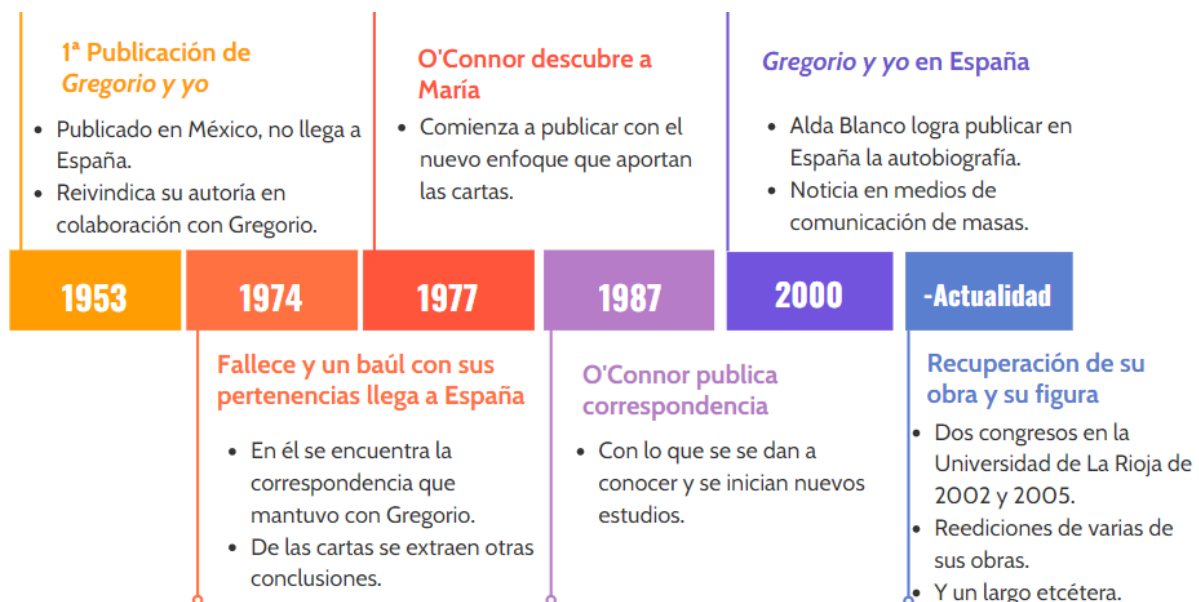 1ª Publicación de
Gregorio y yo
• Publicado en México, no llega a
España.
• Reivindica su autoría en
colaboración con Gregorio.
O'Connor descubre a
María
• Comienza a publicar con el
nuevo enfoque que aportan
las cartas.
Gregorio y yo en España
• Alda Blanco logra publicar en
España la autobiografía.
• Noticia en medios de
comunicación de masas.
1953
1974
1977
1987
2000
-Actualidad
Fallece y un baúl con sus
pertenencias llega a España
• En él se encuentra la
correspondencia que
mantuvo con Gregorio.
• De las cartas se extraen otras
conclusiones.
O'Connor publica
correspondencia
• Con lo que se se dan a
conocer y se inician nuevos
estudios.
Recuperación de su
obra y su figura
• Dos congresos en la
Universidad de La Rioja de
2002 y 2005.
• Reediciones de varias de
sus obras.
• Y un largo etcétera.